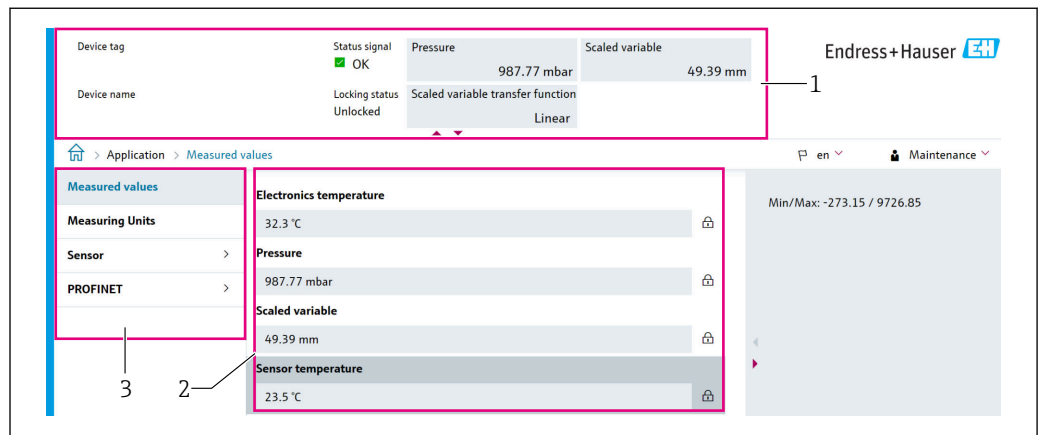 Device tag
Status signal
OK
Pressure
987.77 mbar
Scaled variable
49.39 mm
Endress+Hauser EH
1
Device name
Locking status
Unlocked
Scaled variable transfer function
Linear
> Application > Measured values
en
Maintenance
Measured values
Measuring Units
Sensor >
PROFINET >
3
2
Electronics temperature
32.3 °C
Pressure
987.77 mbar
Scaled variable
49.39 mm
Sensor temperature
23.5 °C
Min/Max: -273.15 / 9726.85